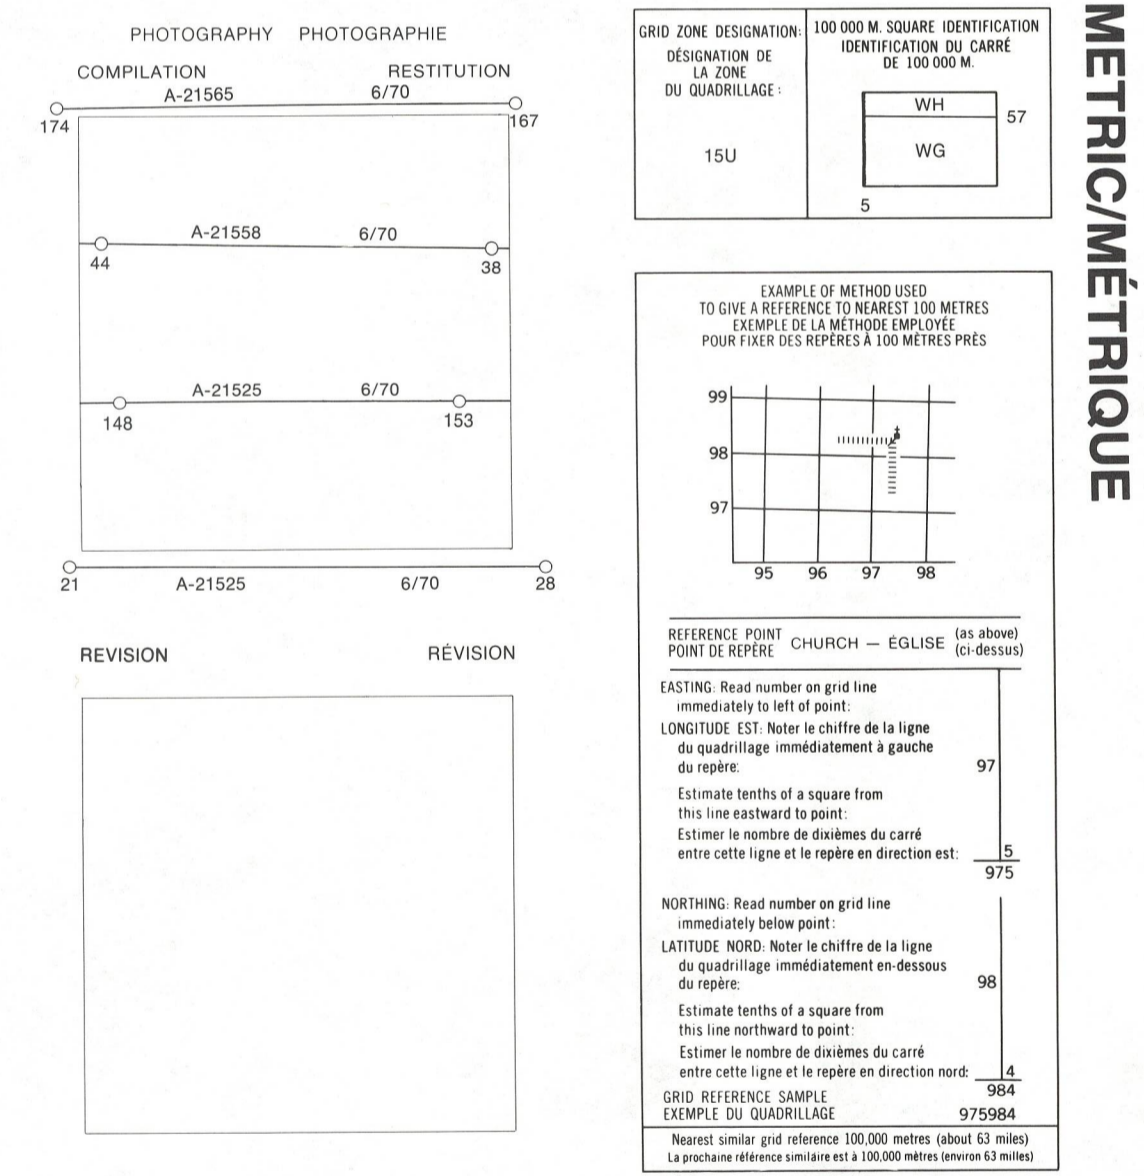 PHOTOGRAPHY PHOTOGRAPHIE
COMPILATION RESTITUTION
A-21565 6/70
174 167
A-21558 6/70
44 38
A-21525 6/70
148 153
21 A-21525 6/70 28
REVISION RÉVISION
GRID ZONE DESIGNATION:
DÉSIGNATION DE
LA ZONE
DU QUADRILLAGE:
15U
100 000 M. SQUARE IDENTIFICATION
IDENTIFICATION DU CARRÉ
DE 100 000 M.
WH
57
WG
5
EXAMPLE OF METHOD USED
TO GIVE A REFERENCE TO NEAREST 100 METRES
EXEMPLE DE LA MÉTHODE EMPLOYÉE
POUR FIXER DES REPÈRES À 100 MÈTRES PRÈS
99
98
97
95 96 97 98
REFERENCE POINT
POINT DE REPÈRE
CHURCH — ÉGLISE
(as above)
(ci-dessus)
EASTING: Read number on grid line
immediately to left of point:
LONGITUDE EST: Noter le chiffre de la ligne
du quadrillage immédiatement à gauche
du repère: 97
Estimate tenths of a square from
this line eastward to point:
Estimer le nombre de dixièmes du carré
entre cette ligne et le repère en direction est: 5
975
NORTHING: Read number on grid line
immediately below point:
LATITUDE NORD: Noter le chiffre de la ligne
du quadrillage immédiatement en-dessous
du repère: 98
Estimate tenths of a square from
this line northward to point:
Estimer le nombre de dixièmes du carré
entre cette ligne et le repère en direction nord: 4
984
GRID REFERENCE SAMPLE
EXEMPLE DU QUADRILLAGE 975984
Nearest similar grid reference 100,000 metres (about 63 miles)
La prochaine référence similaire est à 100,000 mètres (environ 63 milles)
METRIC/MÉTRIQUE